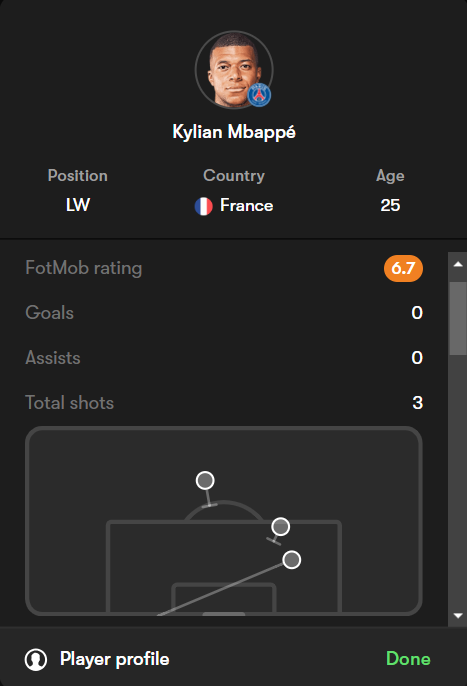 Kylian Mbappé
Position Country Age
LW France 25
FotMob rating 6.7
Goals 0
Assists 0
Total shots 3
Player profile Done